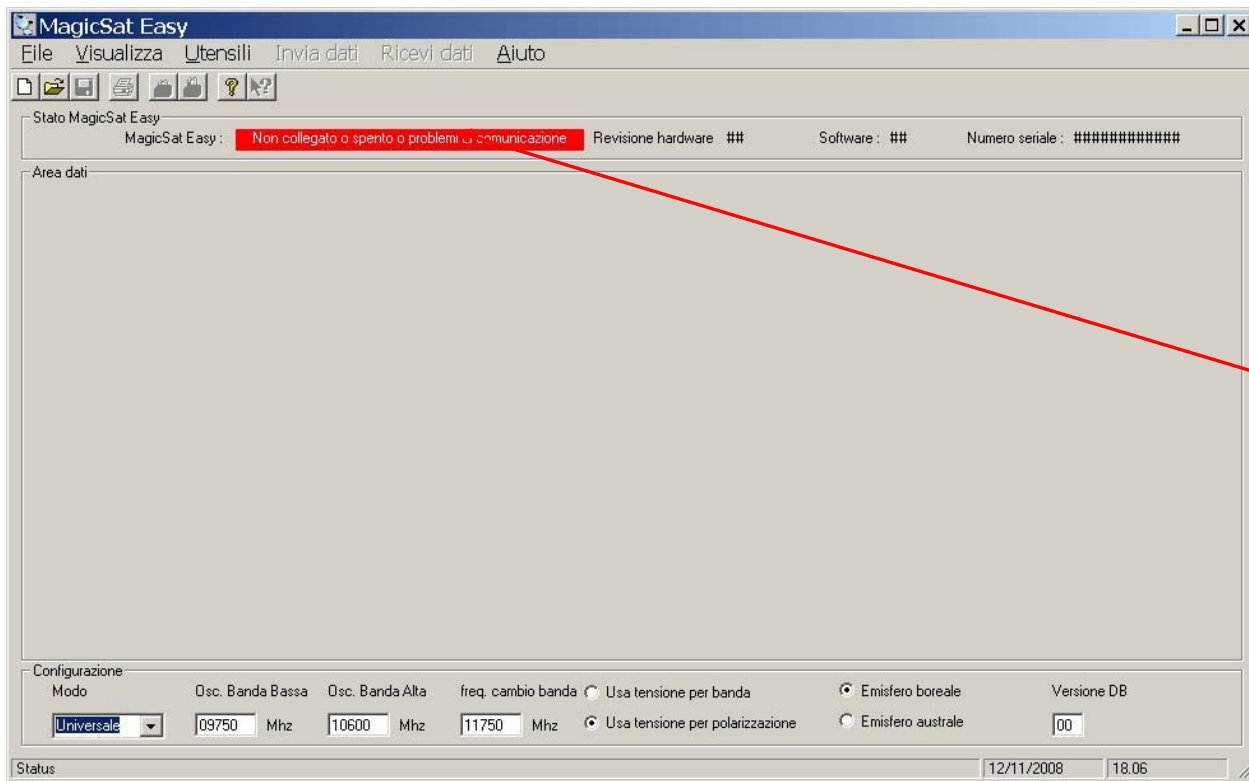 MagicSat Easy
File Visualizza Utensili Invia dati Ricevi dati Aiuto
Stato MagicSat Easy
MagicSat Easy : Non collegato o spento o problemi di comunicazione Revisione hardware ## Software : ## Numero seriale : ############
Area dati
Configurazione
Modo Osc. Banda Bassa Osc. Banda Alta freq. cambio banda Usa tensione per banda Emisfero boreale Versione DB
Universale 09750 Mhz 10600 Mhz 11750 Mhz Usa tensione per polarizzazione Emisfero australe 00
Status 12/11/2008 18.06